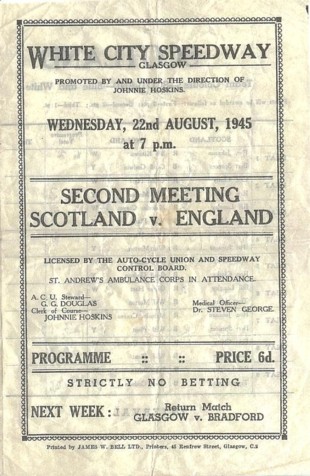 WHITE CITY SPEEDWAY
GLASGOW
PROMOTED BY AND UNDER THE DIRECTION OF
JOHNNIE HOSKINS.
WEDNESDAY, 22nd AUGUST, 1945
at 7 p.m.
SECOND MEETING
SCOTLAND v. ENGLAND
LICENSED BY THE AUTO-CYCLE UNION AND SPEEDWAY
CONTROL BOARD.
ST. ANDREW'S AMBULANCE CORPS IN ATTENDANCE.
A. C. U. Steward—
G. G. DOUGLAS
Clerk of Course—
JOHNNIE HOSKINS
Medical Officer—
Dr. STEVEN GEORGE.
PROGRAMME :: :: PRICE 6d.
STRICTLY NO BETTING
NEXT WEEK: Return Match
GLASGOW v. BRADFORD
Printed by JAMES W. BELL LTD., Printers, 41 Renfrew Street, Glasgow, C.2